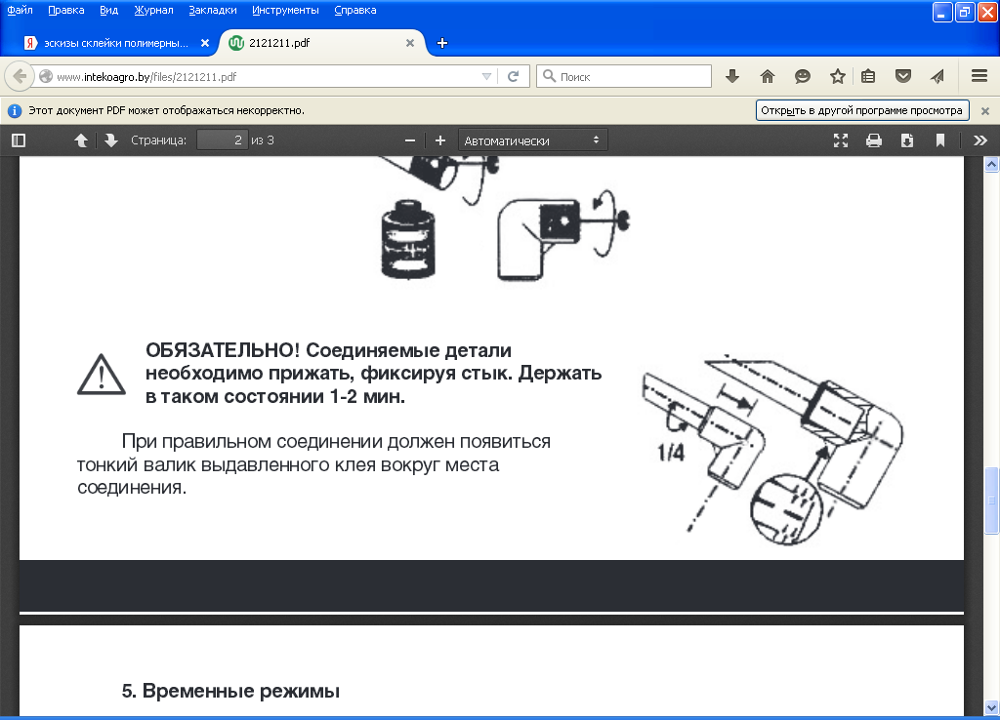 Файл Правка Вид Журнал Закладки Инструменты Справка
эскизы склейки полимерны... 2121211.pdf
www.intekoagro.by/files/2121211.pdf Поиск
Этот документ PDF может отображаться некорректно. Открыть в другой программе просмотра
Страница: 2 из 3 Автоматически
ОБЯЗАТЕЛЬНО! Соединяемые детали
необходимо прижать, фиксируя стык. Держать
в таком состоянии 1-2 мин.
При правильном соединении должен появиться
тонкий валик выдавленного клея вокруг места
соединения.
1/4
5. Временные режимы